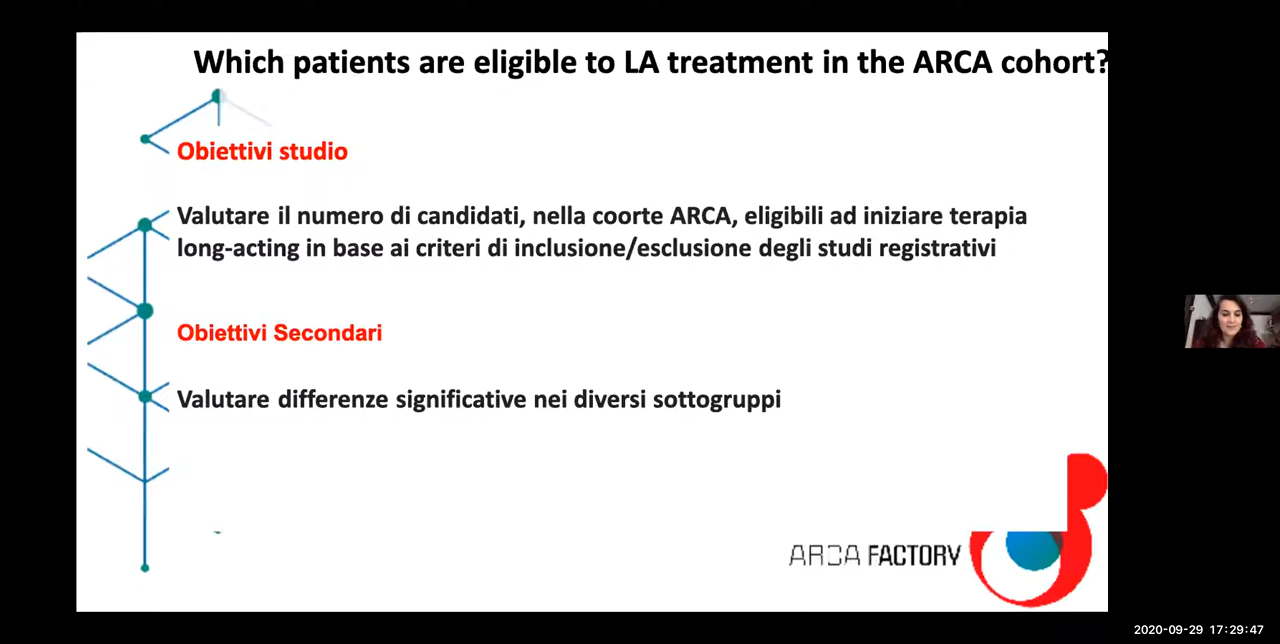 Which patients are eligible to LA treatment in the ARCA cohort?
Obiettivi studio
Valutare il numero di candidati, nella coorte ARCA, eligibili ad iniziare terapia
long-acting in base ai criteri di inclusione/esclusione degli studi registrativi
Obiettivi Secondari
Valutare differenze significative nei diversi sottogruppi
ARCA FACTORY
2020-09-29 17:29:47